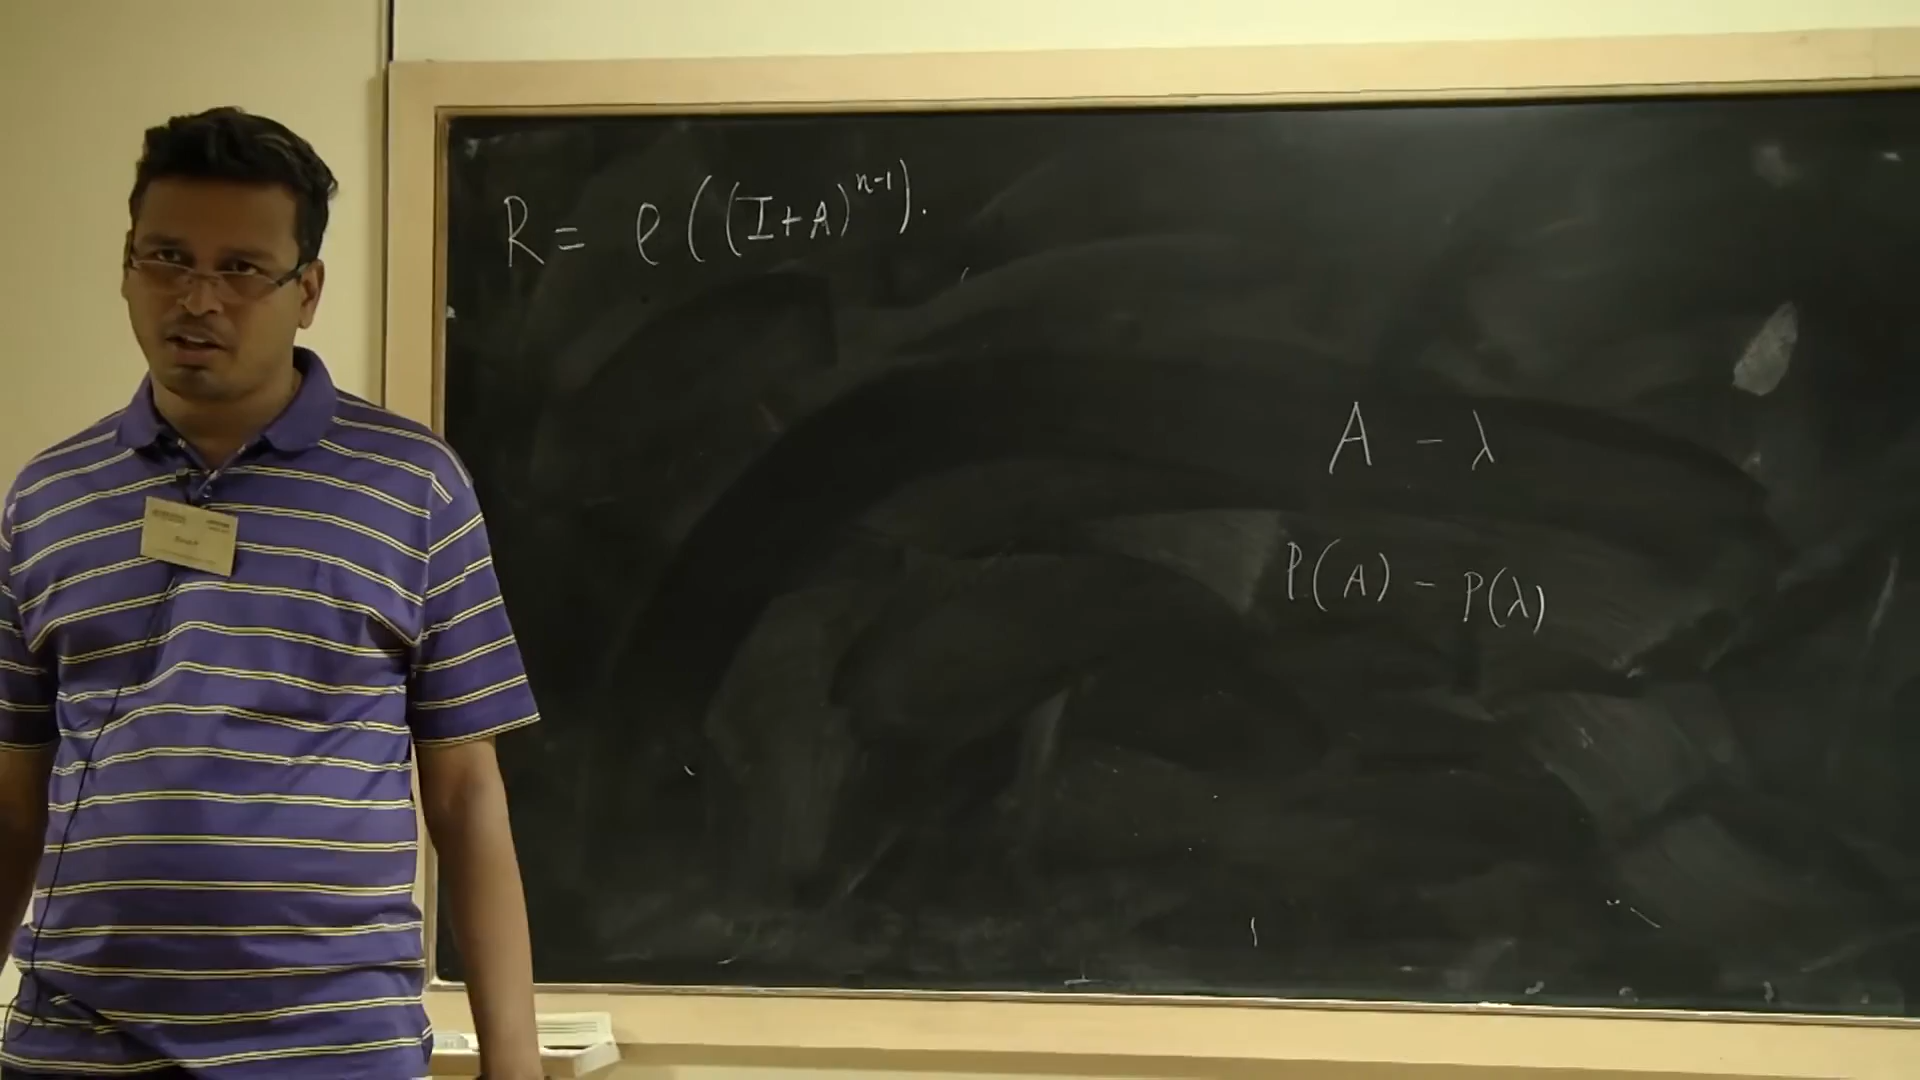 R = ρ((I+A)^{n-1}).
A - λ
P(A) - P(λ)